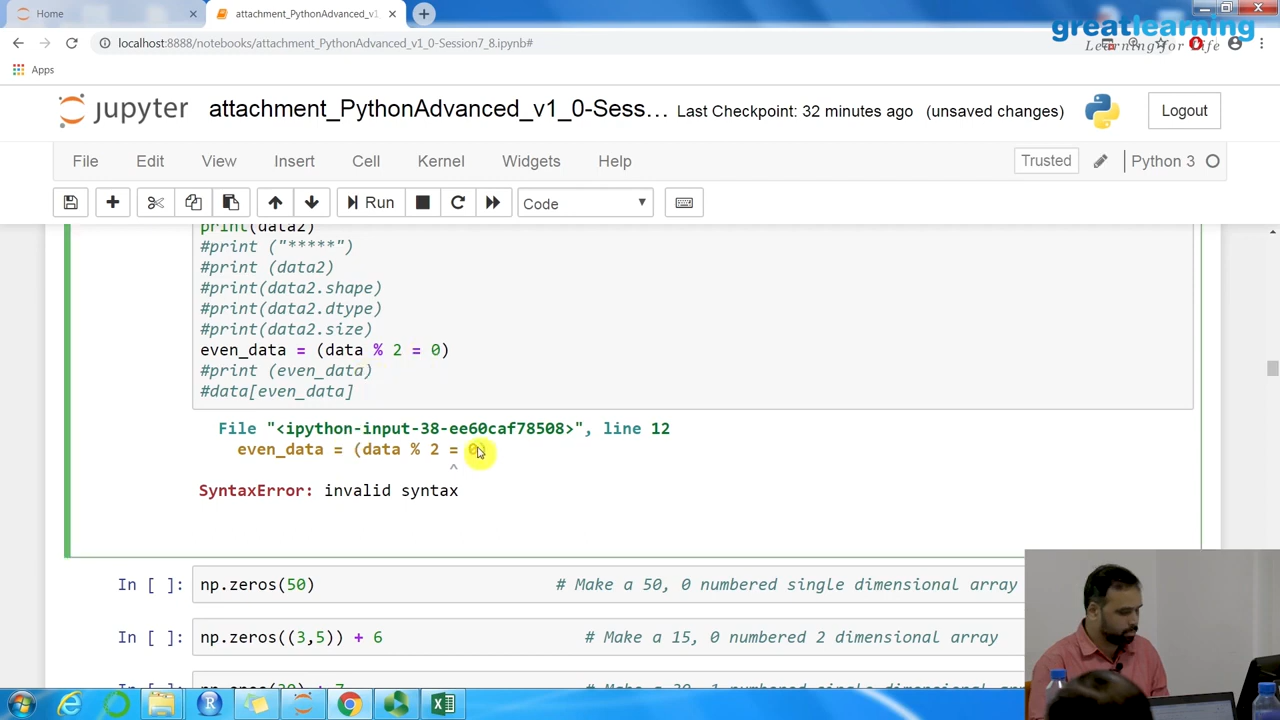 Home
attachment_PythonAdvanced_v1_
greatlearning
Learning for Life
localhost:8888/notebooks/attachment_PythonAdvanced_v1_0-Session7_8.ipynb#
Apps
jupyter
attachment_PythonAdvanced_v1_0-Sess... Last Checkpoint: 32 minutes ago (unsaved changes)
Logout
File Edit View Insert Cell Kernel Widgets Help
Trusted
Python 3
Run
Code
print(data2)
#print ("*****")
#print (data2)
#print(data2.shape)
#print(data2.dtype)
#print(data2.size)
even_data = (data % 2 = 0)
#print (even_data)
#data[even_data]
File "<ipython-input-38-ee60caf78508>", line 12
even_data = (data % 2 = 0)
^
SyntaxError: invalid syntax
In [ ]: np.zeros(50) # Make a 50, 0 numbered single dimensional array
In [ ]: np.zeros((3,5)) + 6 # Make a 15, 0 numbered 2 dimensional array